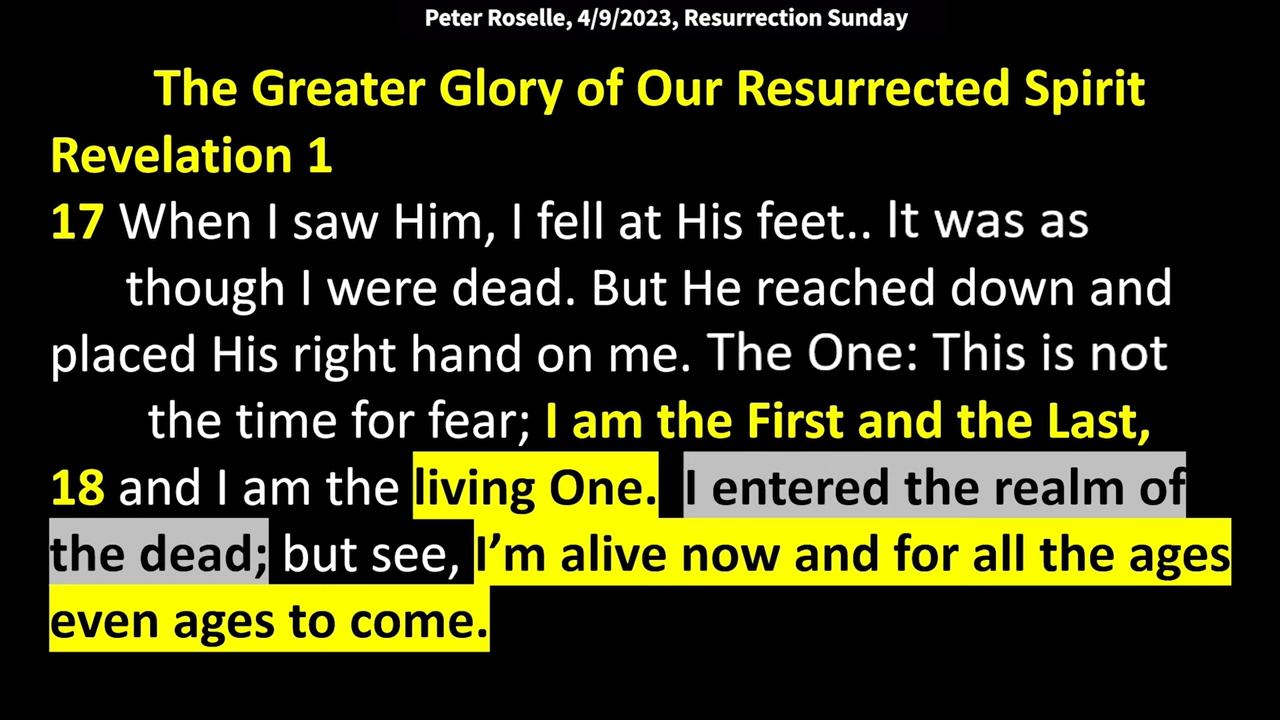 Peter Roselle, 4/9/2023, Resurrection Sunday
The Greater Glory of Our Resurrected Spirit
Revelation 1
17 When I saw Him, I fell at His feet.. It was as
though I were dead. But He reached down and
placed His right hand on me. The One: This is not
the time for fear; I am the First and the Last,
18 and I am the living One. I entered the realm of
the dead; but see, I’m alive now and for all the ages
even ages to come.